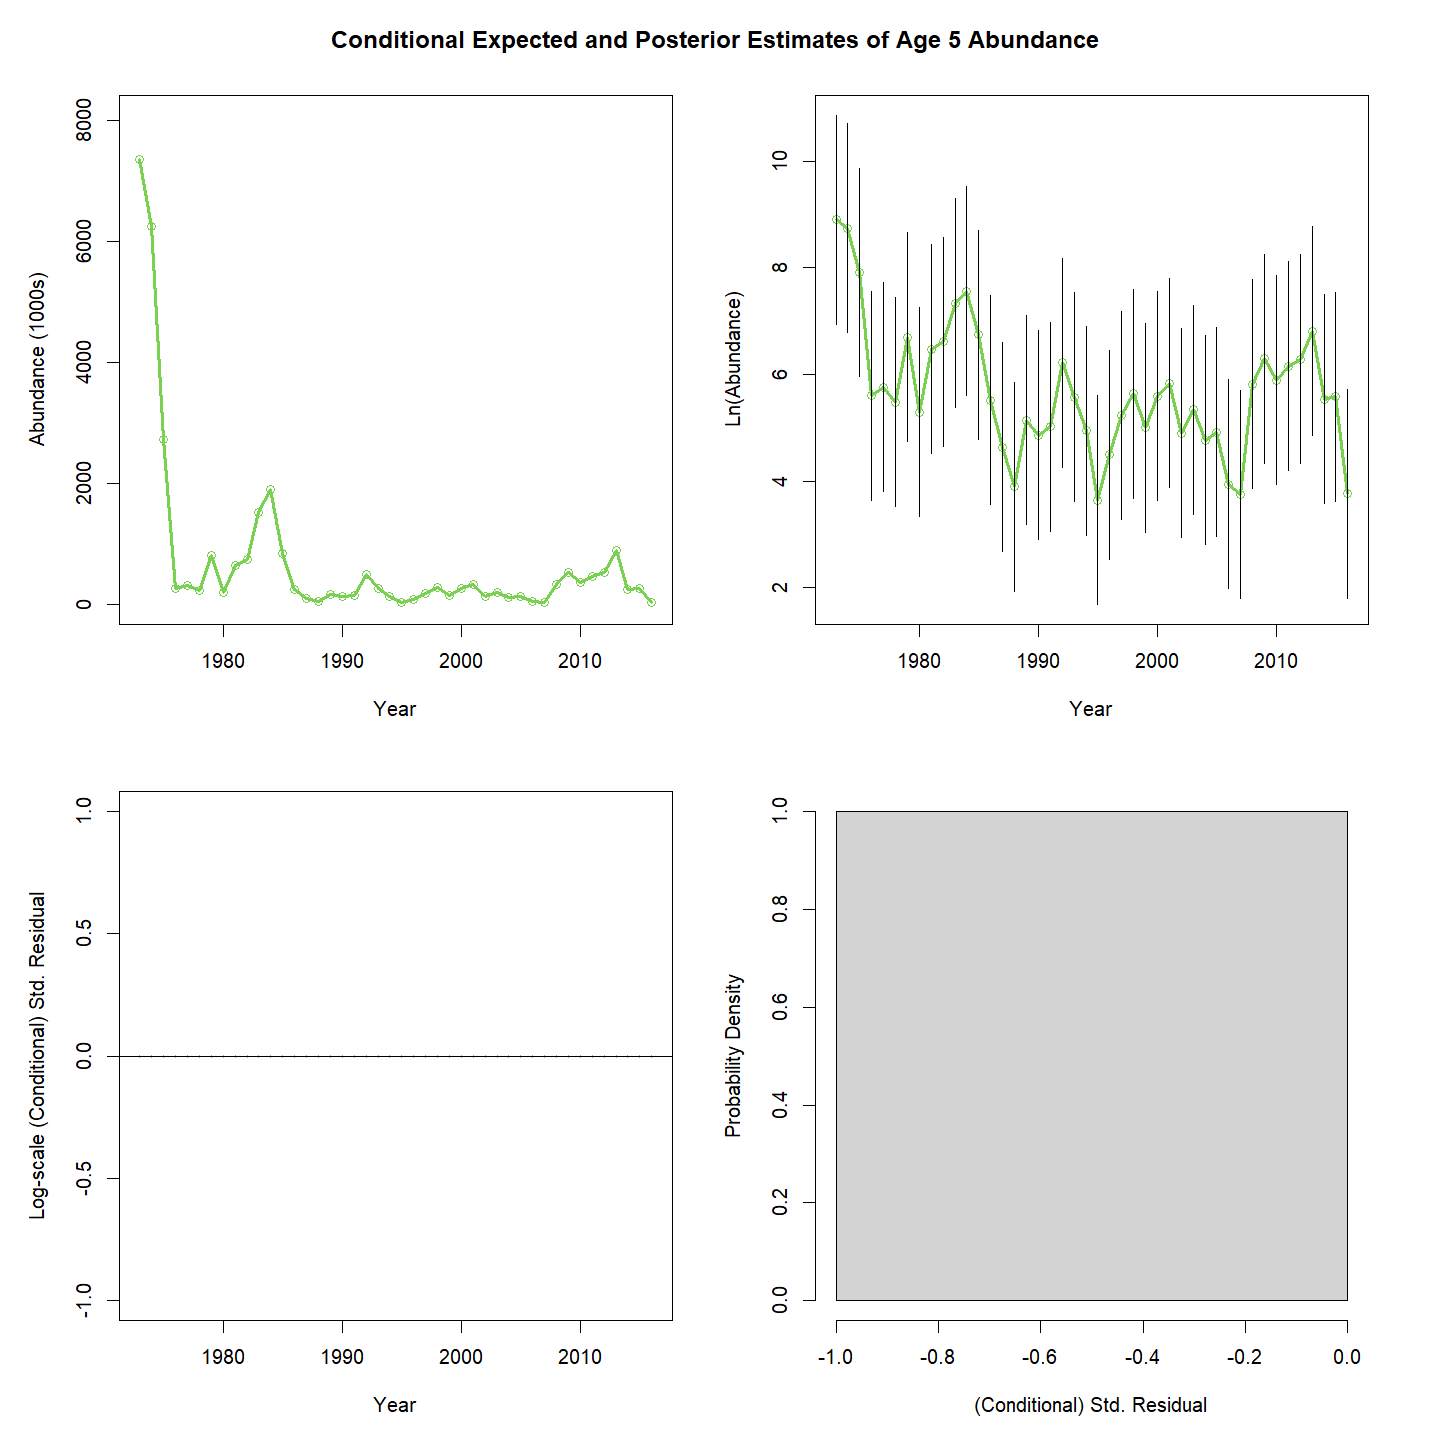 Conditional Expected and Posterior Estimates of Age 5 Abundance
Abundance (1000s)
8000
6000
4000
2000
0
1980 1990 2000 2010
Year
Ln(Abundance)
10
8
6
4
2
1980 1990 2000 2010
Year
Log-scale (Conditional) Std. Residual
1.0
0.5
0.0
-0.5
-1.0
1980 1990 2000 2010
Year
Probability Density
1.0
0.8
0.6
0.4
0.2
0.0
-1.0 -0.8 -0.6 -0.4 -0.2 0.0
(Conditional) Std. Residual